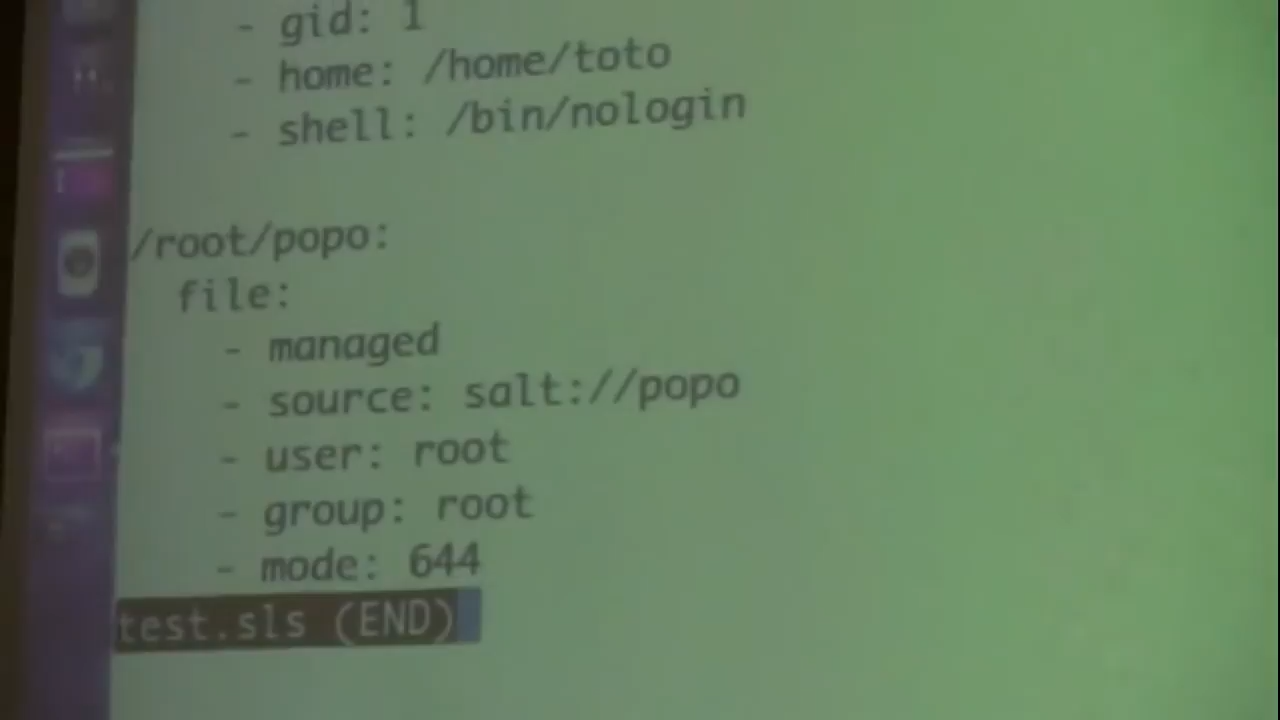 - gid: 1
- home: /home/toto
- shell: /bin/nologin
/root/popo:
file:
- managed
- source: salt://popo
- user: root
- group: root
- mode: 644
test.sls (END)